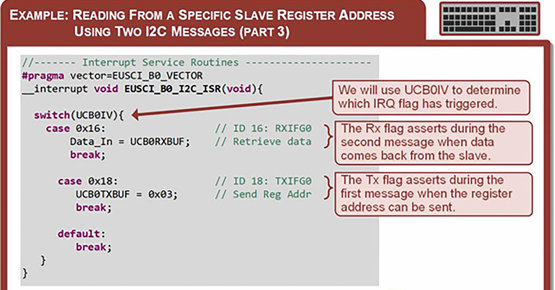 EXAMPLE: READING FROM A SPECIFIC SLAVE REGISTER ADDRESS
USING TWO I2C MESSAGES (PART 3)
//------- Interrupt Service Routines --------------------
#pragma vector=EUSCI_B0_VECTOR
__interrupt void EUSCI_B0_I2C_ISR(void){
We will use UCB0IV to determine
which IRQ flag has triggered.
switch(UCB0IV){
case 0x16: // ID 16: RXIFG0
Data_In = UCB0RXBUF; // Retrieve data
break;
The Rx flag asserts during the
second message when data
comes back from the slave.
case 0x18: // ID 18: TXIFG0
UCB0TXBUF = 0x03; // Send Reg Addr
break;
The Tx flag asserts during the
first message when the register
address can be sent.
default:
break;
}
}